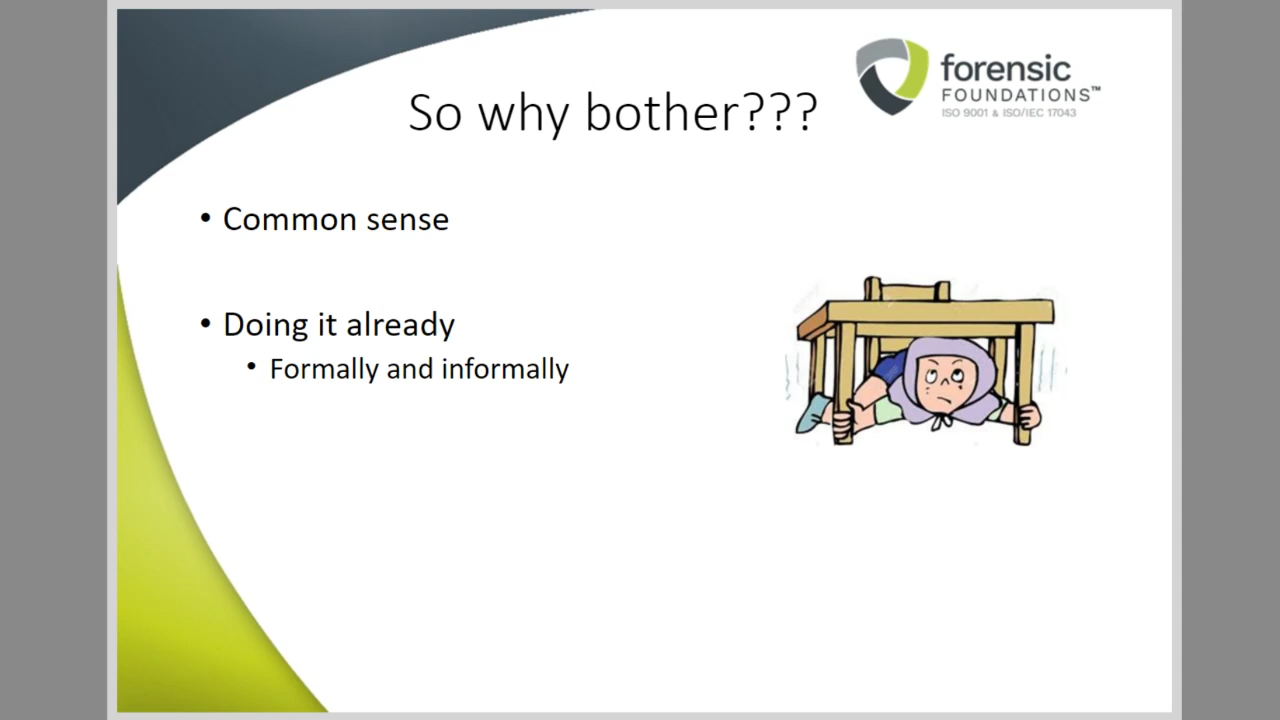 So why bother???
forensic
FOUNDATIONS™
ISO 9001 & ISO/IEC 17043
• Common sense
• Doing it already
• Formally and informally